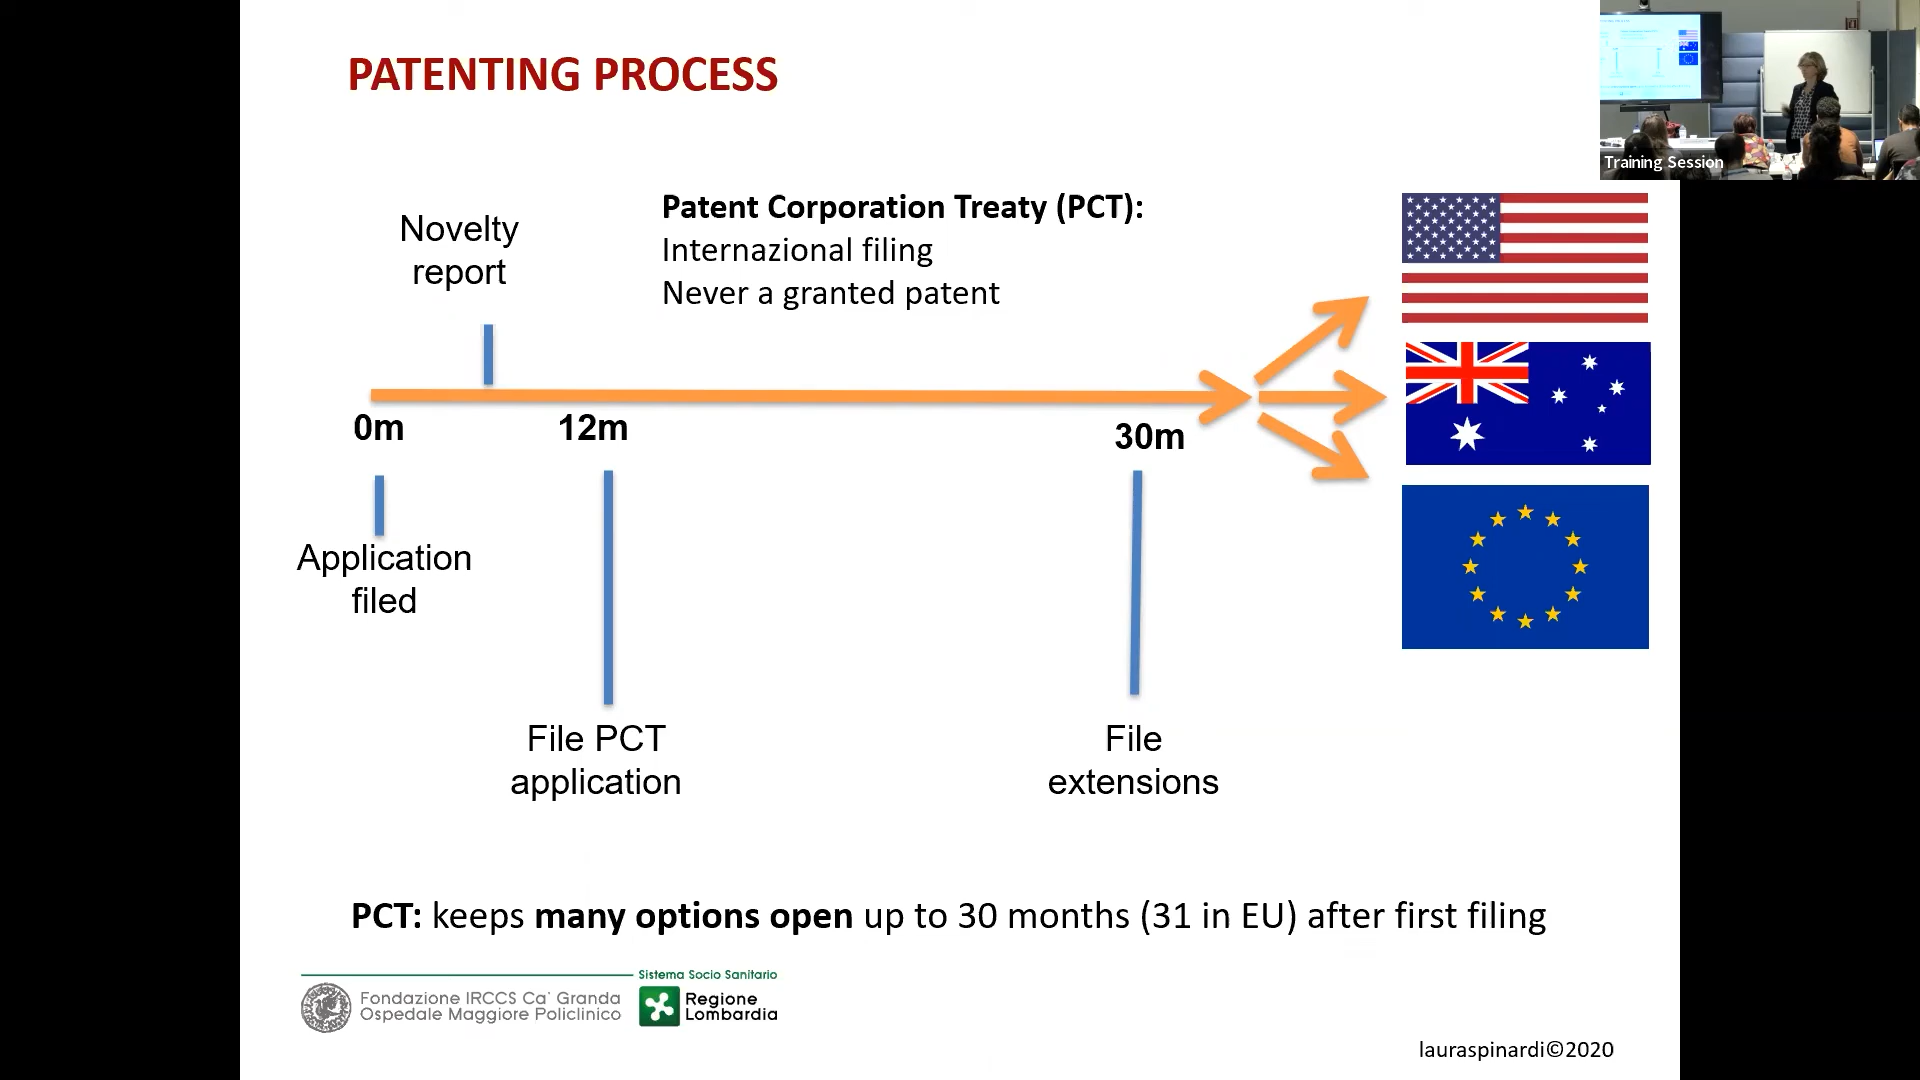 PATENTING PROCESS
Training Session
Novelty
report
Patent Corporation Treaty (PCT):
Internazional filing
Never a granted patent
0m
12m
30m
Application
filed
File PCT
application
File
extensions
PCT: keeps many options open up to 30 months (31 in EU) after first filing
Sistema Socio Sanitario
Fondazione IRCCS Ca' Granda
Ospedale Maggiore Policlinico
Regione
Lombardia
lauraspinardi©2020